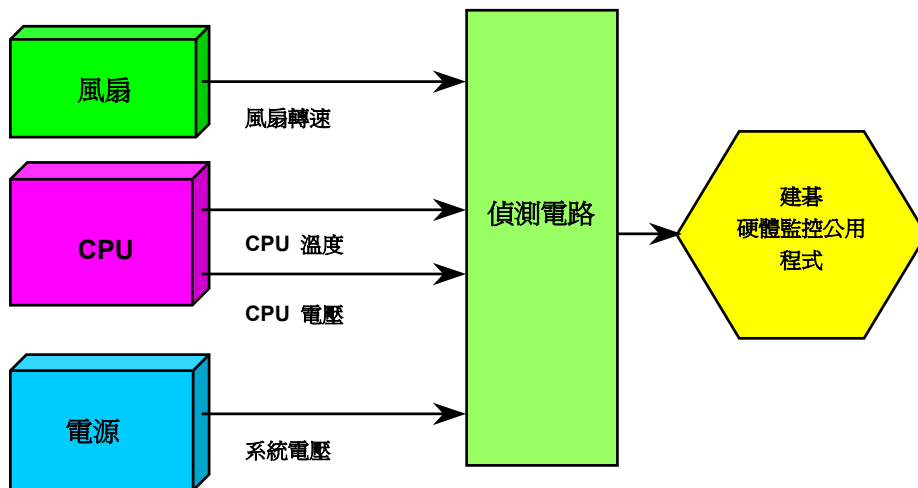 風扇
風扇轉速
CPU
CPU 溫度
CPU 電壓
電源
系統電壓
偵測電路
建碁
硬體監控公用
程式